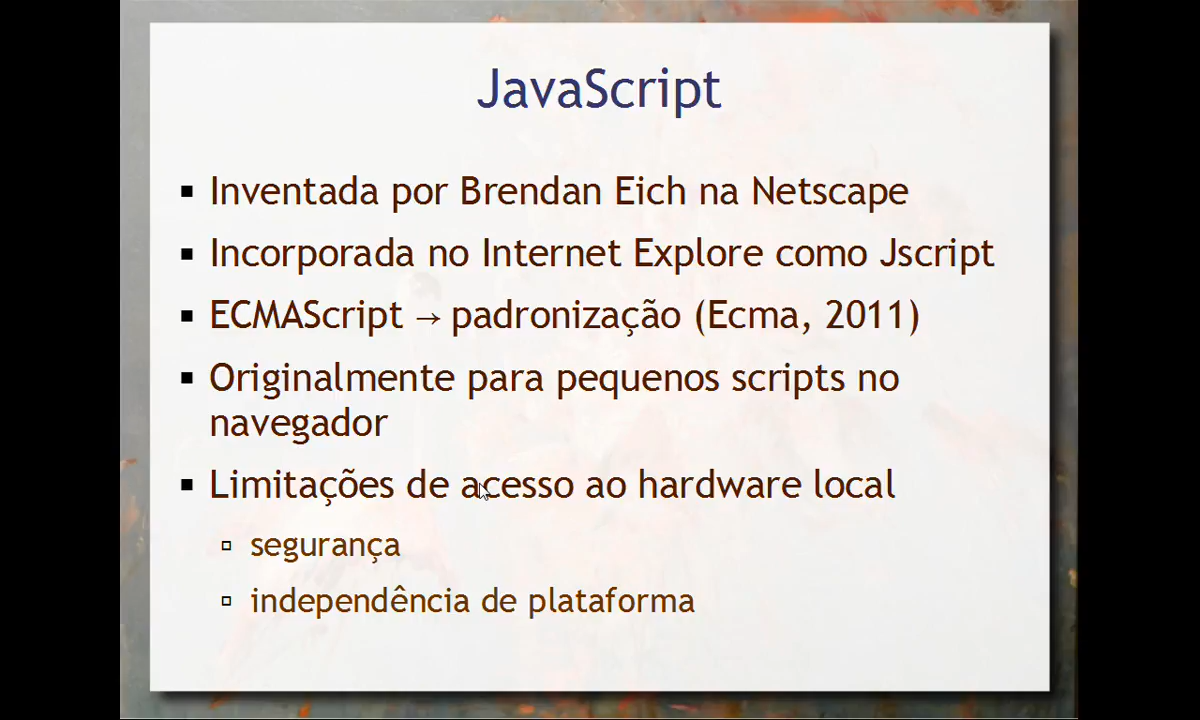 JavaScript
Inventada por Brendan Eich na Netscape
Incorporada no Internet Explore como Jscript
ECMAScript → padronização (Ecma, 2011)
Originalmente para pequenos scripts no
navegador
Limitações de acesso ao hardware local
segurança
independência de plataforma